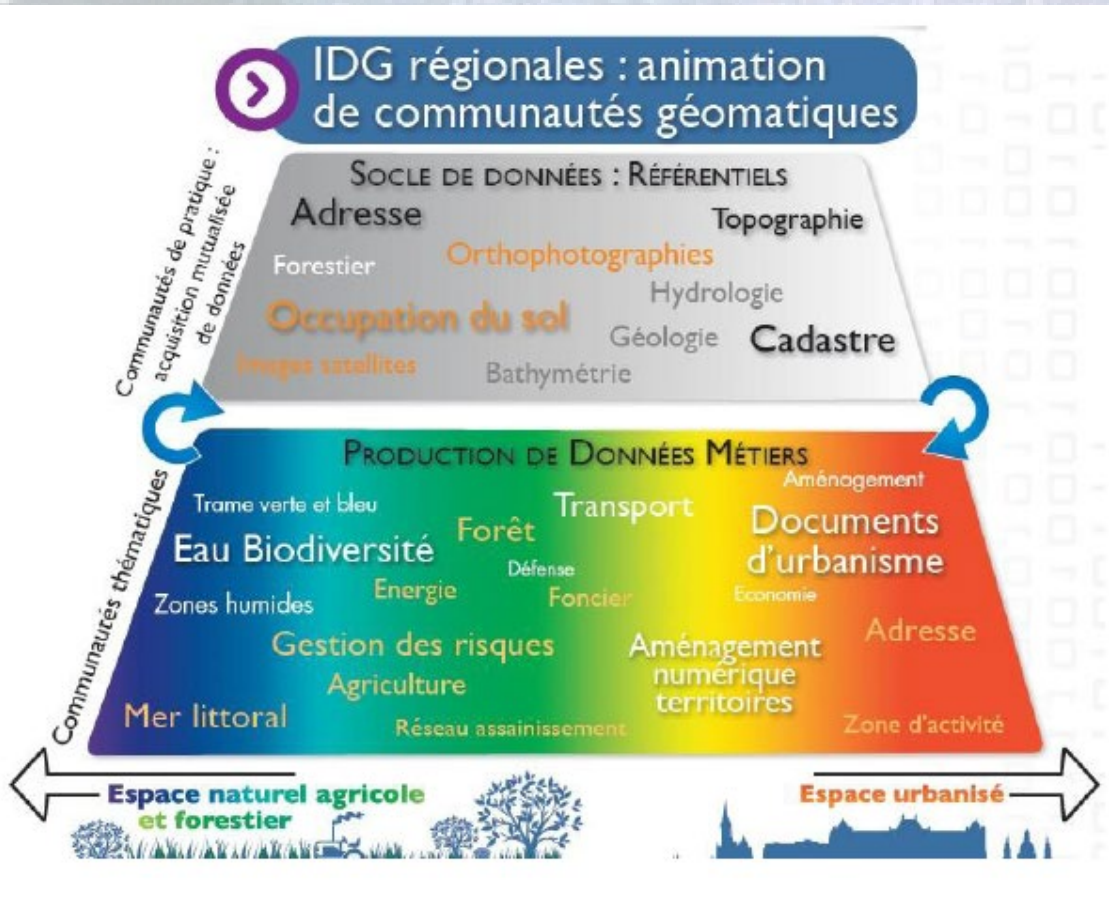 IDG régionales : animation
de communautés géomatiques
Communautés de pratique :
acquisition mutualisée
de données
SOCLE DE DONNÉES : RÉFÉRENTIELS
Adresse
Topographie
Forestier
Orthophotographies
Hydrologie
Occupation du sol
Géologie
Cadastre
Images satellites
Bathymétrie
Communautés thématiques
PRODUCTION DE DONNÉES MÉTIERS
Aménogement
Trame verte et bleu
Transport
Documents
d'urbanisme
Forêt
Eau Biodiversité
Défense
Energie
Foncier
Economie
Zones humides
Adresse
Gestion des risques
Aménagement
numérique
territoires
Agriculture
Mer littoral
Réseau assainissement
Zone d'activité
Espace naturel agricole
et forestier
Espace urbanisé